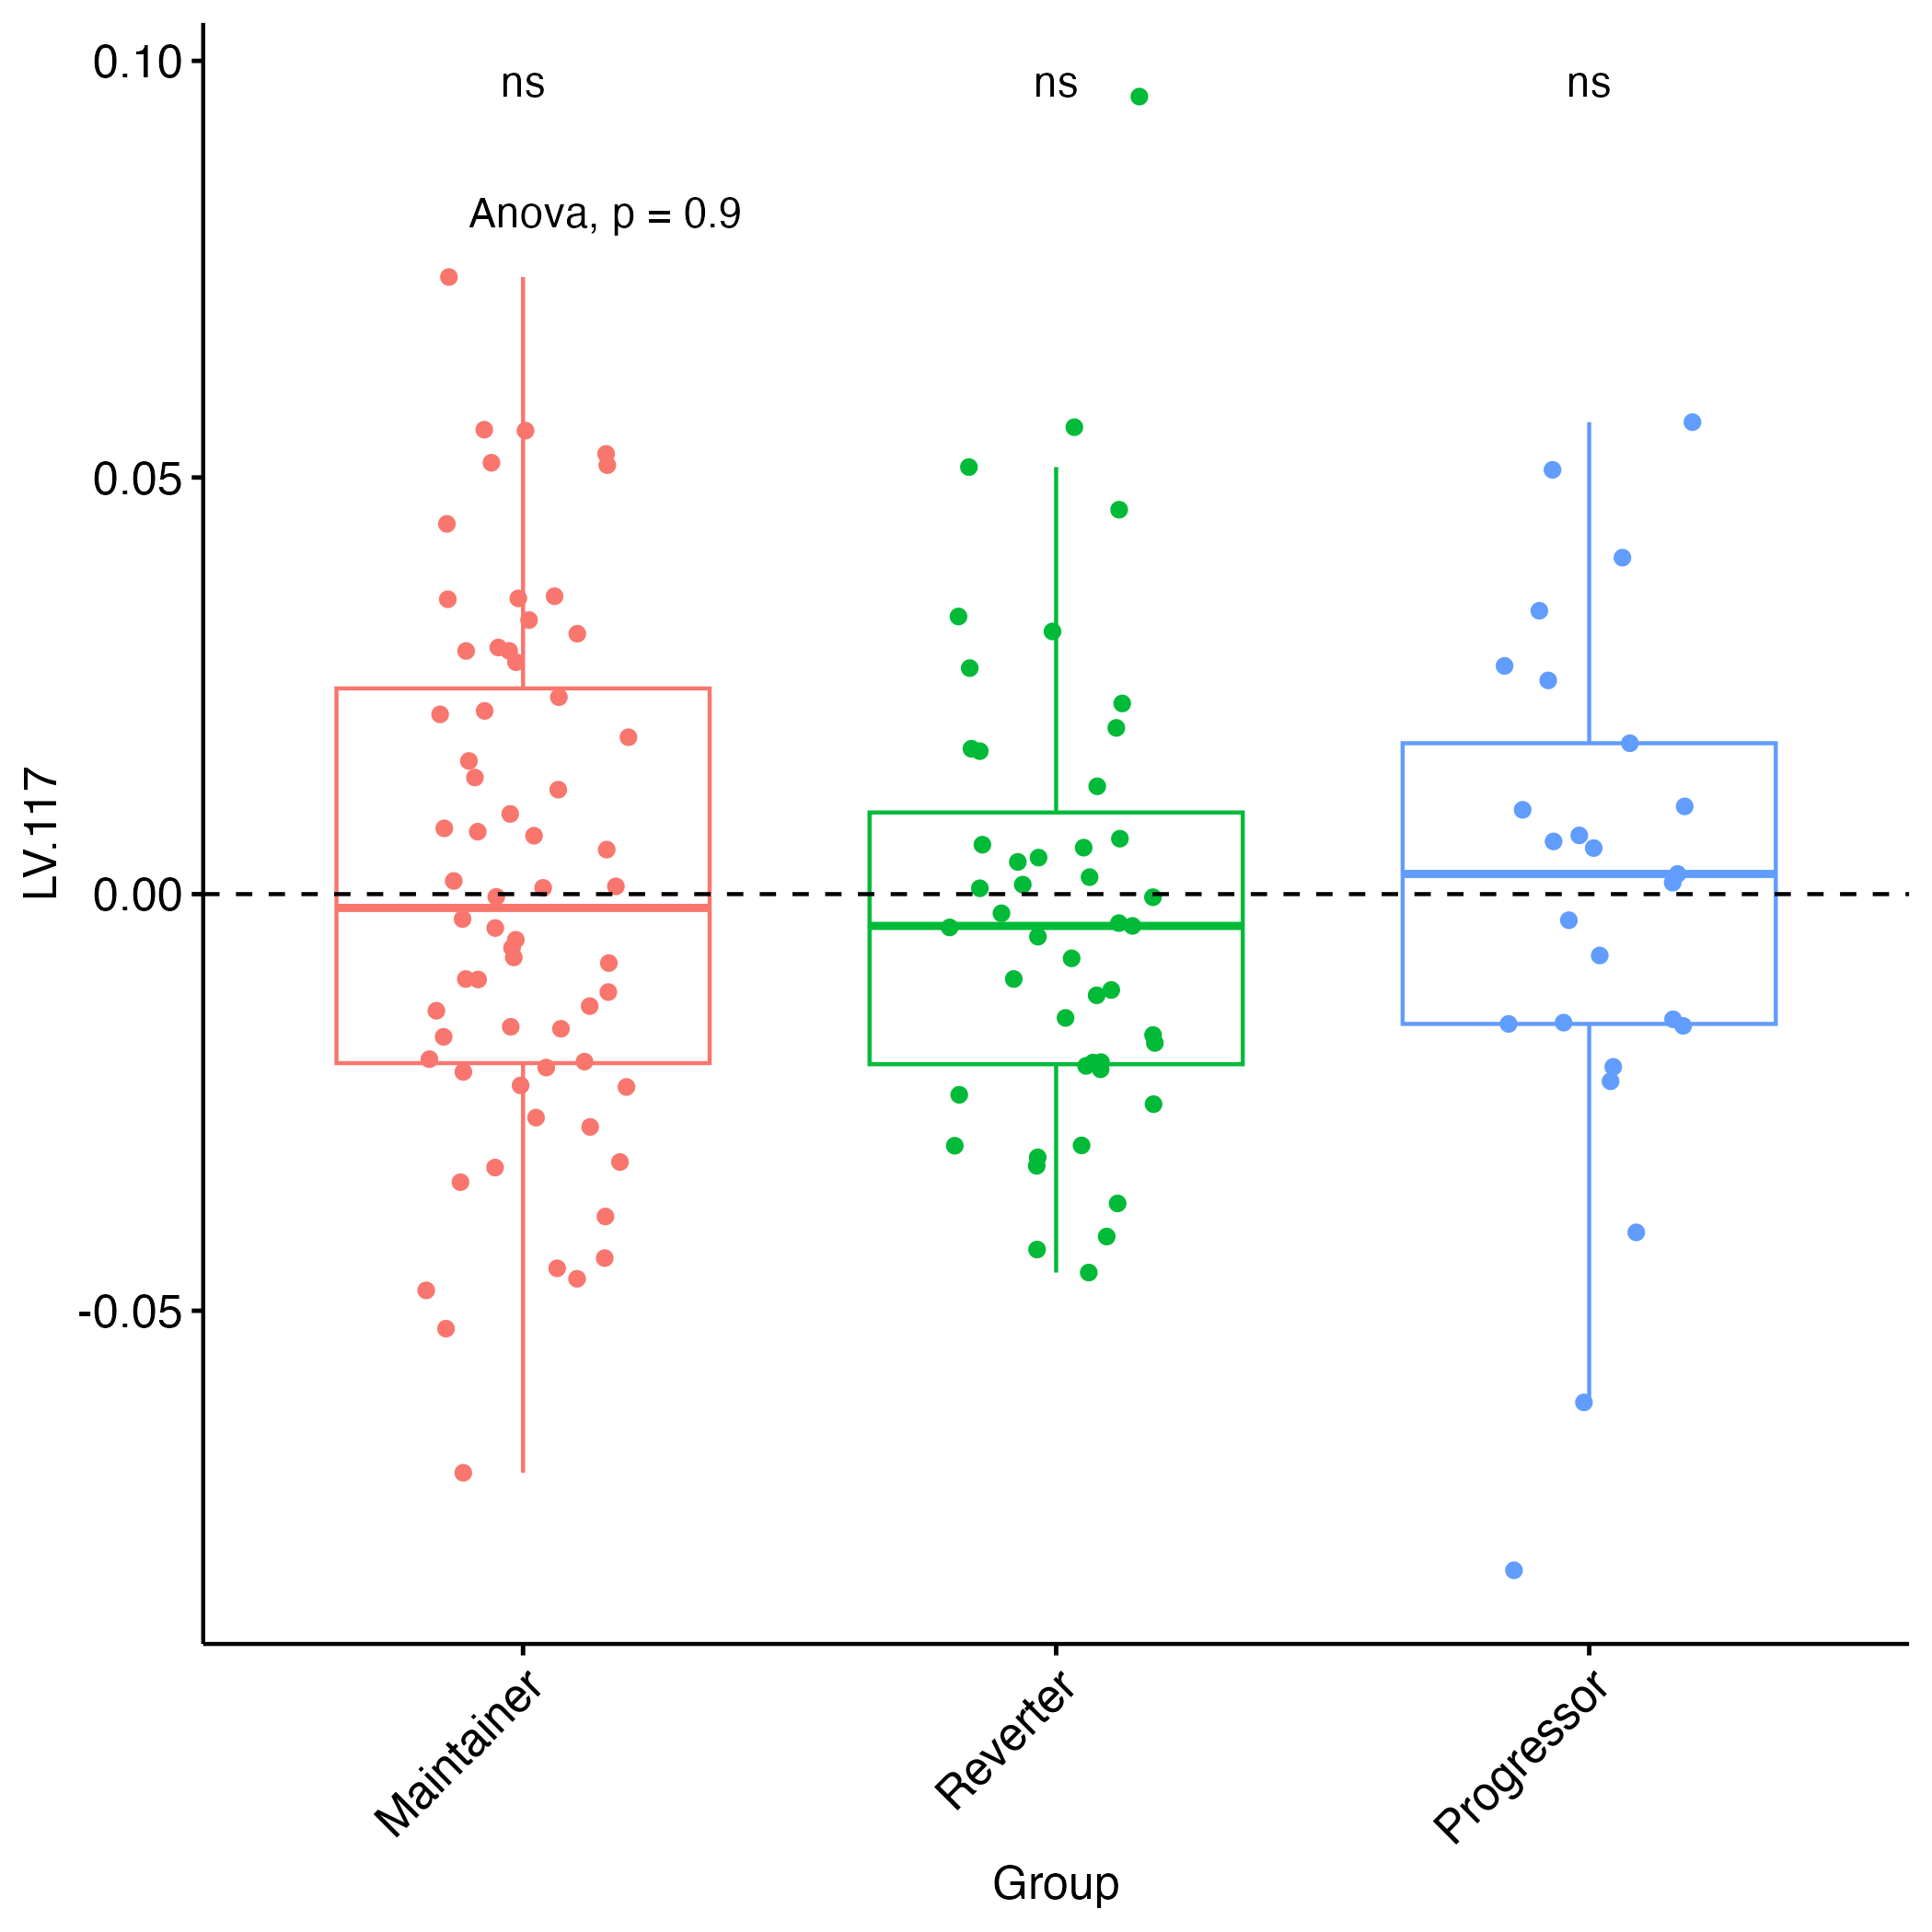 ns ns ns
Anova, p = 0.9
LV.117
0.10
0.05
0.00
-0.05
Maintainer
Reverter
Progressor
Group